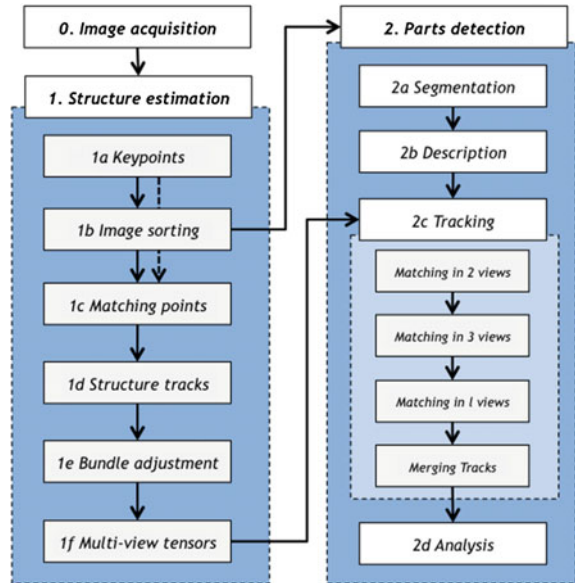 0. Image acquisition
1. Structure estimation
1a Keypoints
1b Image sorting
1c Matching points
1d Structure tracks
1e Bundle adjustment
1f Multi-view tensors
2. Parts detection
2a Segmentation
2b Description
2c Tracking
Matching in 2 views
Matching in 3 views
Matching in l views
Merging Tracks
2d Analysis